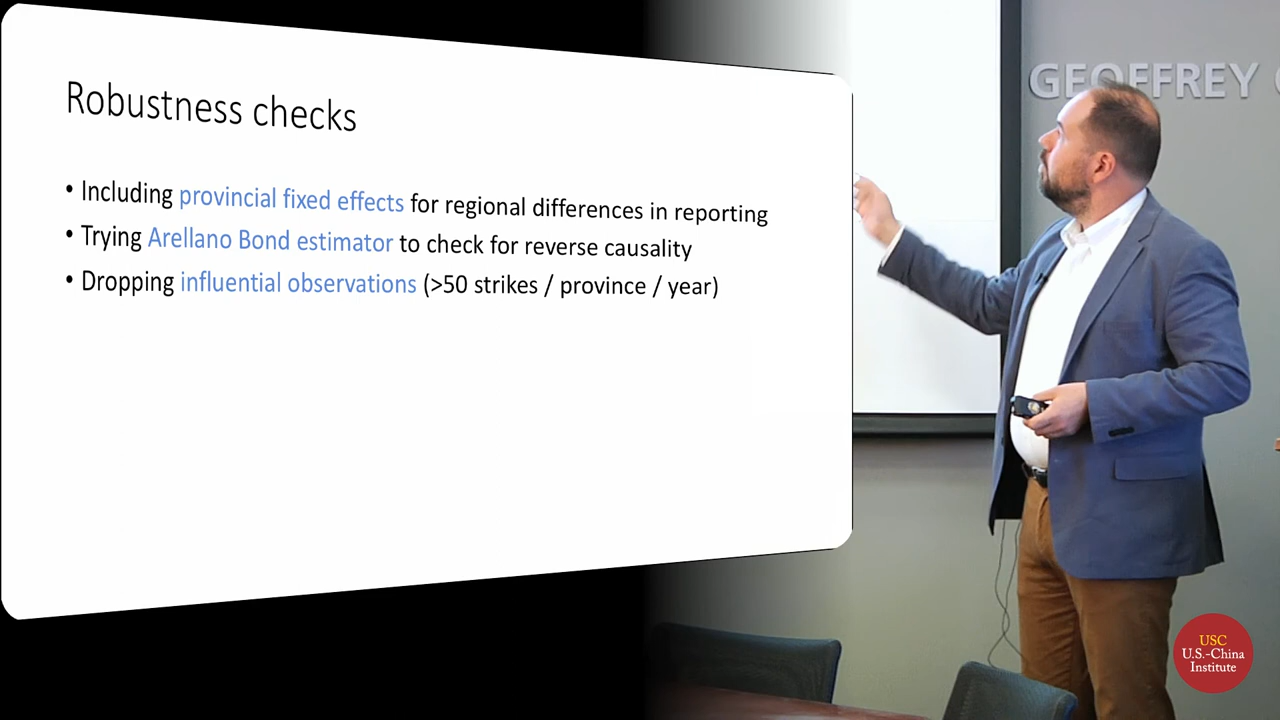 Robustness checks
• Including provincial fixed effects for regional differences in reporting
• Trying Arellano Bond estimator to check for reverse causality
• Dropping influential observations (>50 strikes / province / year)
GEOFFREY
USC
U.S.-China
Institute